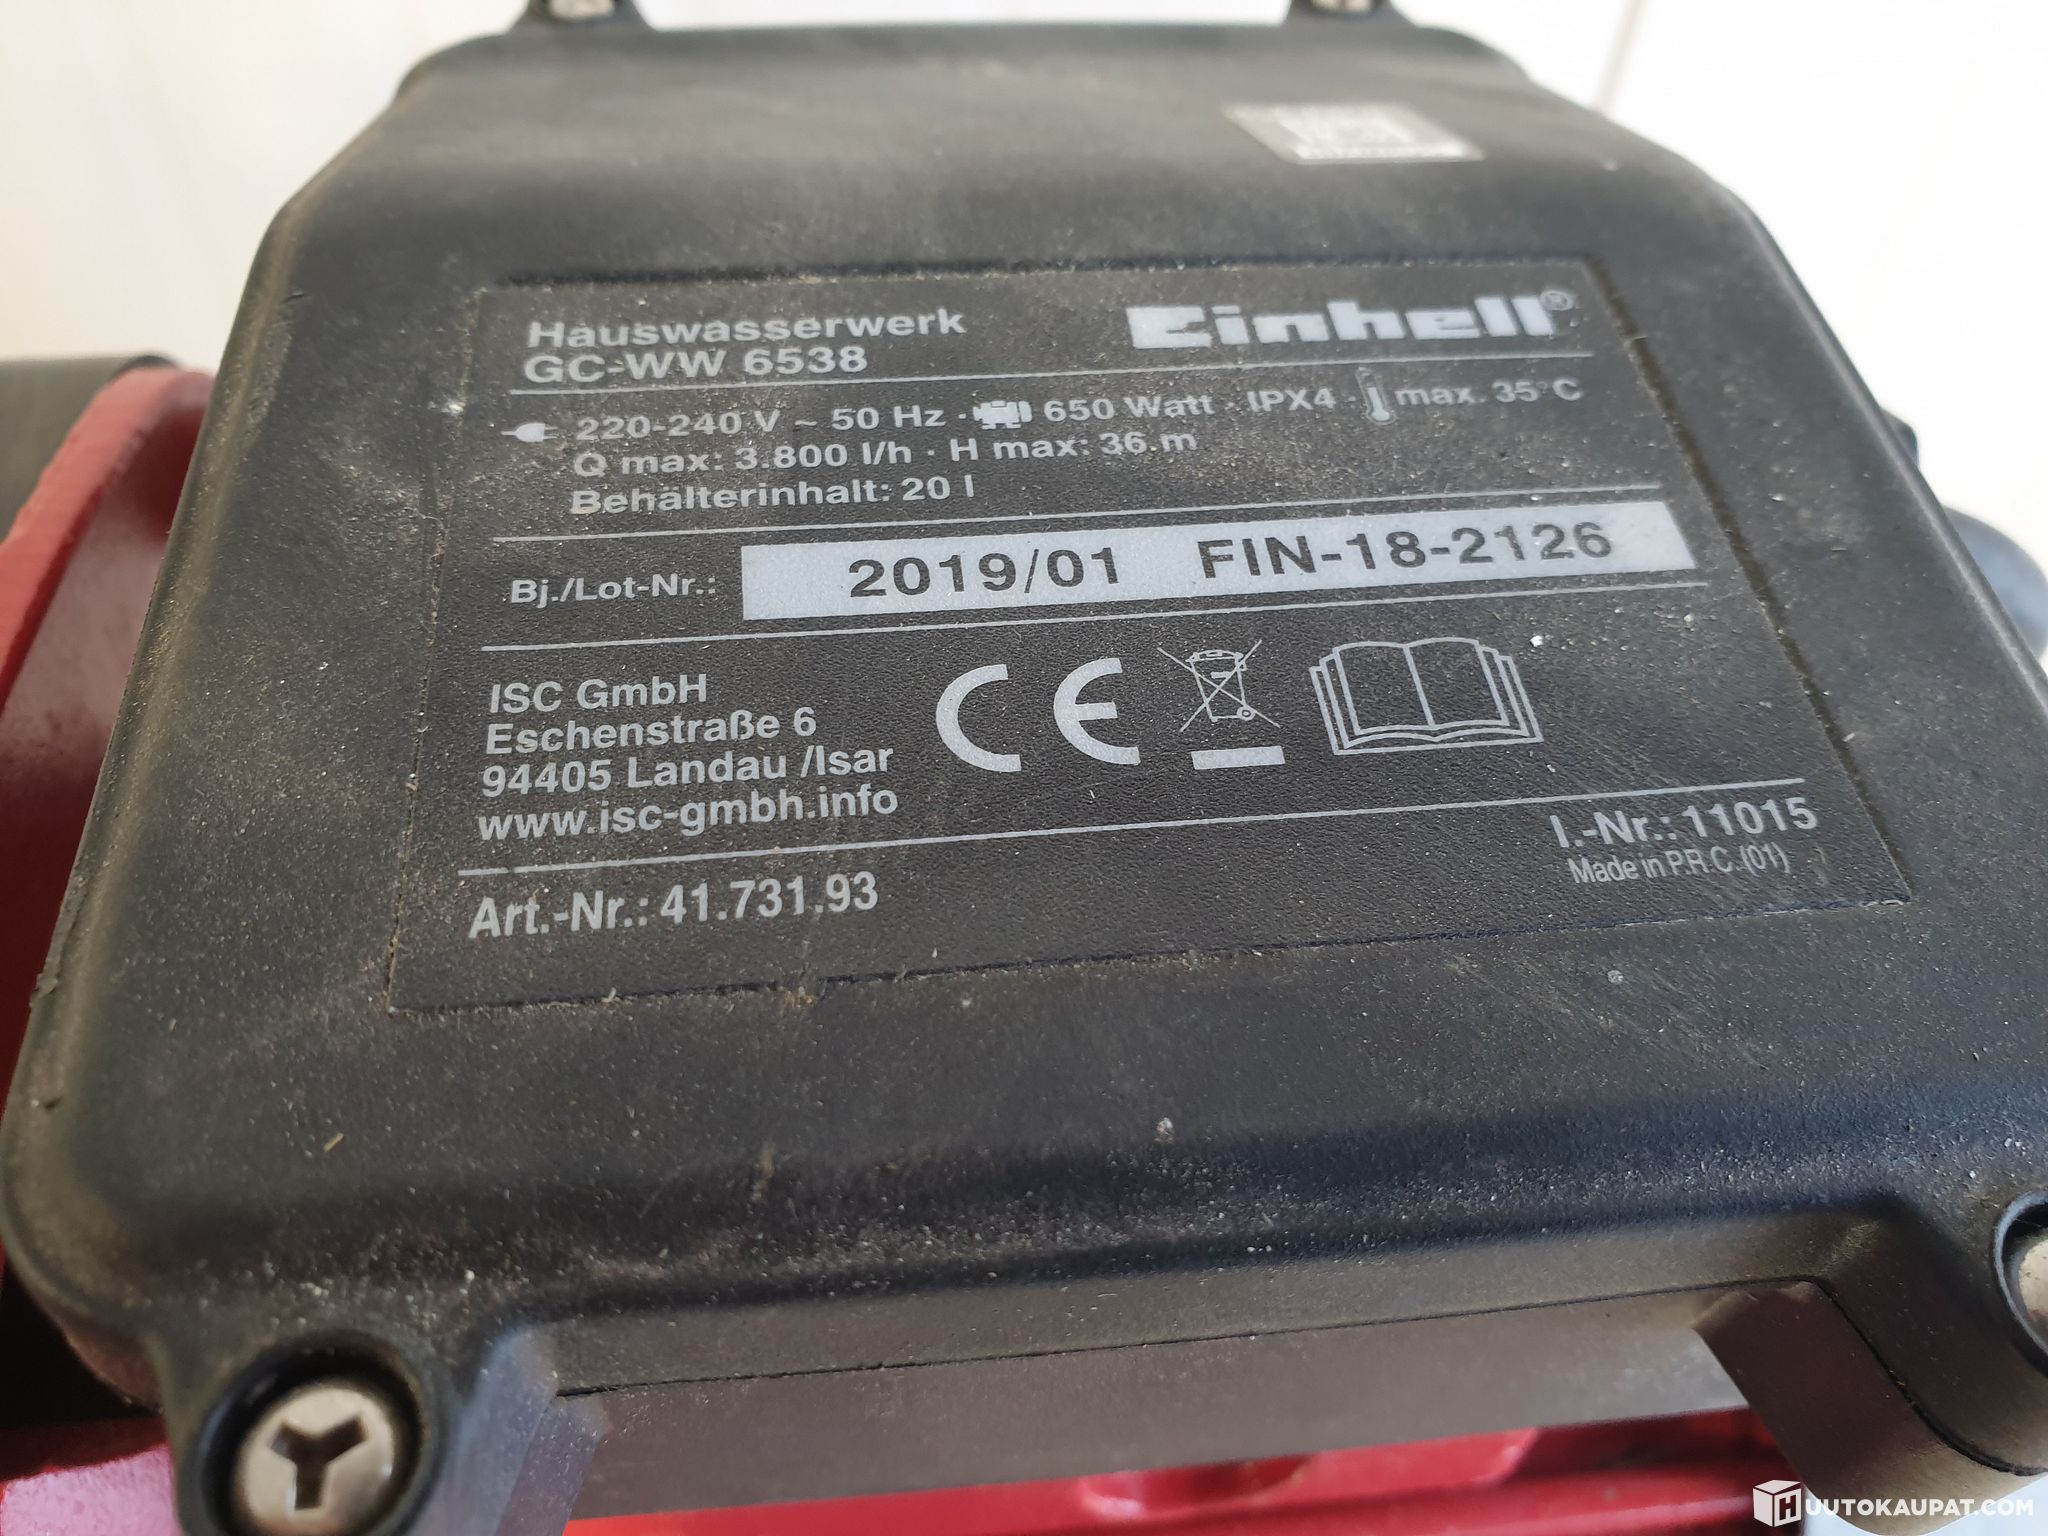 Hauswasserwerk
GC-WW 6538
Einhell®
220-240 V ~ 50 Hz · 650 Watt · IPX4 · max. 35°C
Q max: 3.800 l/h · H max: 36 m
Behälterinhalt: 20 l
Bj./Lot-Nr.: 2019/01 FIN-18-2126
ISC GmbH
Eschenstraße 6
94405 Landau /Isar
www.isc-gmbh.info
CE
Art.-Nr.: 41.731.93
I.-Nr.: 11015
Made in P.R.C. (01)
HUUTOKAUPAT.COM